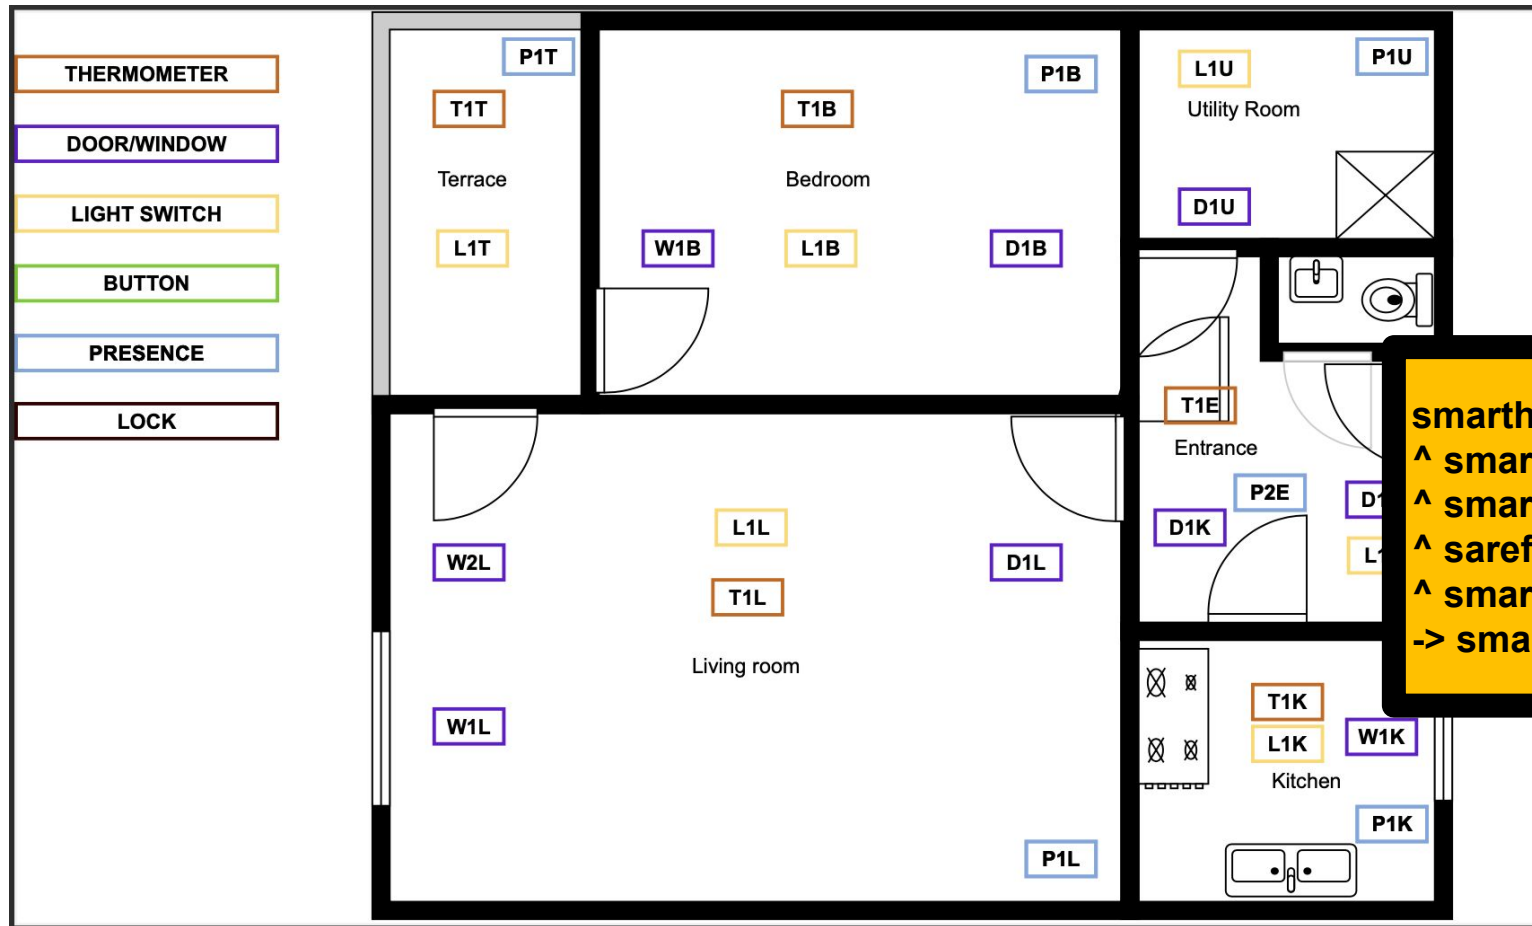 THERMOMETER
DOOR/WINDOW
LIGHT SWITCH
BUTTON
PRESENCE
LOCK
P1T
T1T
Terrace
L1T
P1B
T1B
Bedroom
W1B
L1B
D1B
L1U
P1U
Utility Room
D1U
T1E
Entrance
P2E
D1K
L1L
W2L
D1L
T1L
Living room
W1L
P1L
T1K
L1K
W1K
Kitchen
P1K
^
^
^
^
->